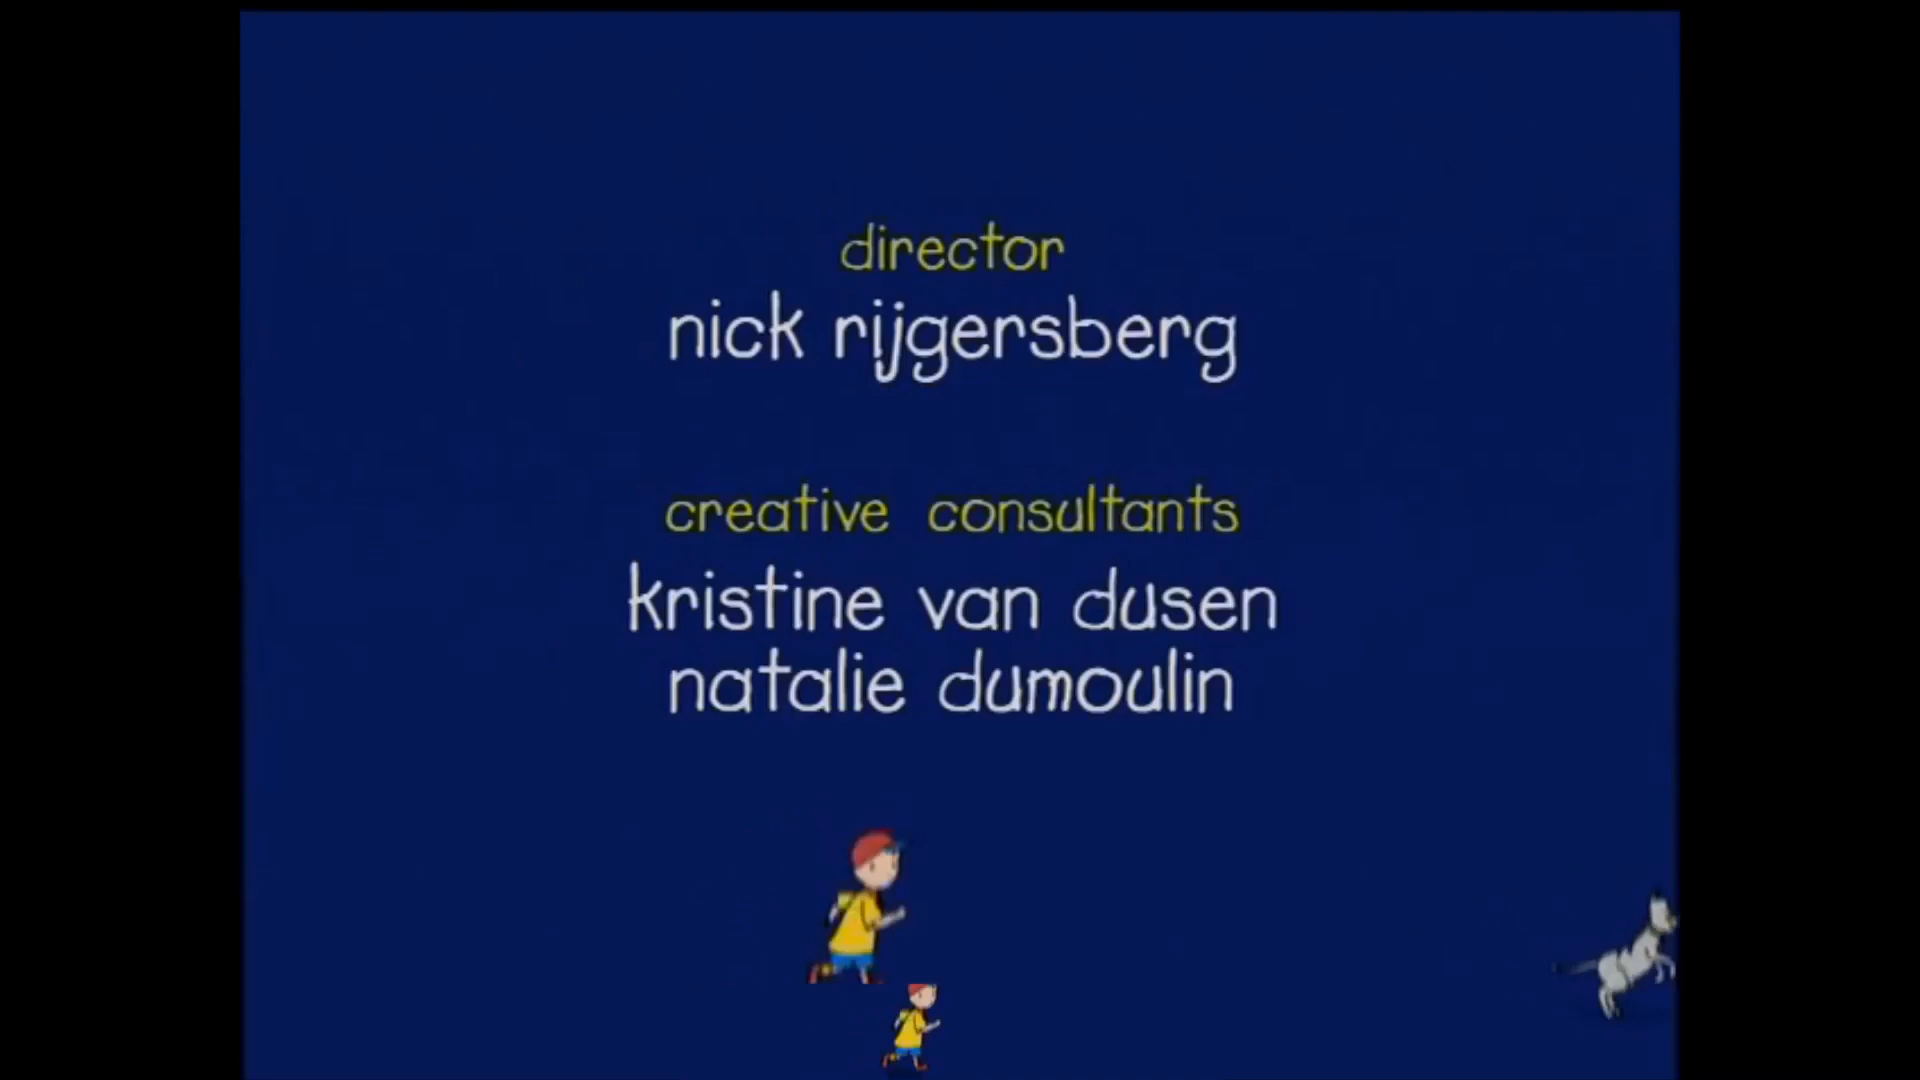 director
nick rijgersberg
creative consultants
kristine van dusen
natalie dumoulin